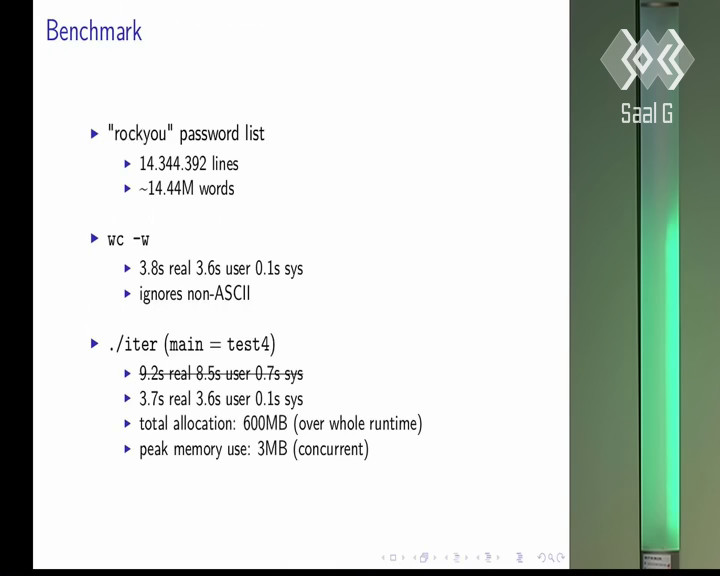 Benchmark
"rockyou" password list
14.344.392 lines
~14.44M words
wc -w
3.8s real 3.6s user 0.1s sys
ignores non-ASCII
./iter (main = test4)
9.2s real 8.5s user 0.7s sys
3.7s real 3.6s user 0.1s sys
total allocation: 600MB (over whole runtime)
peak memory use: 3MB (concurrent)
Saal G